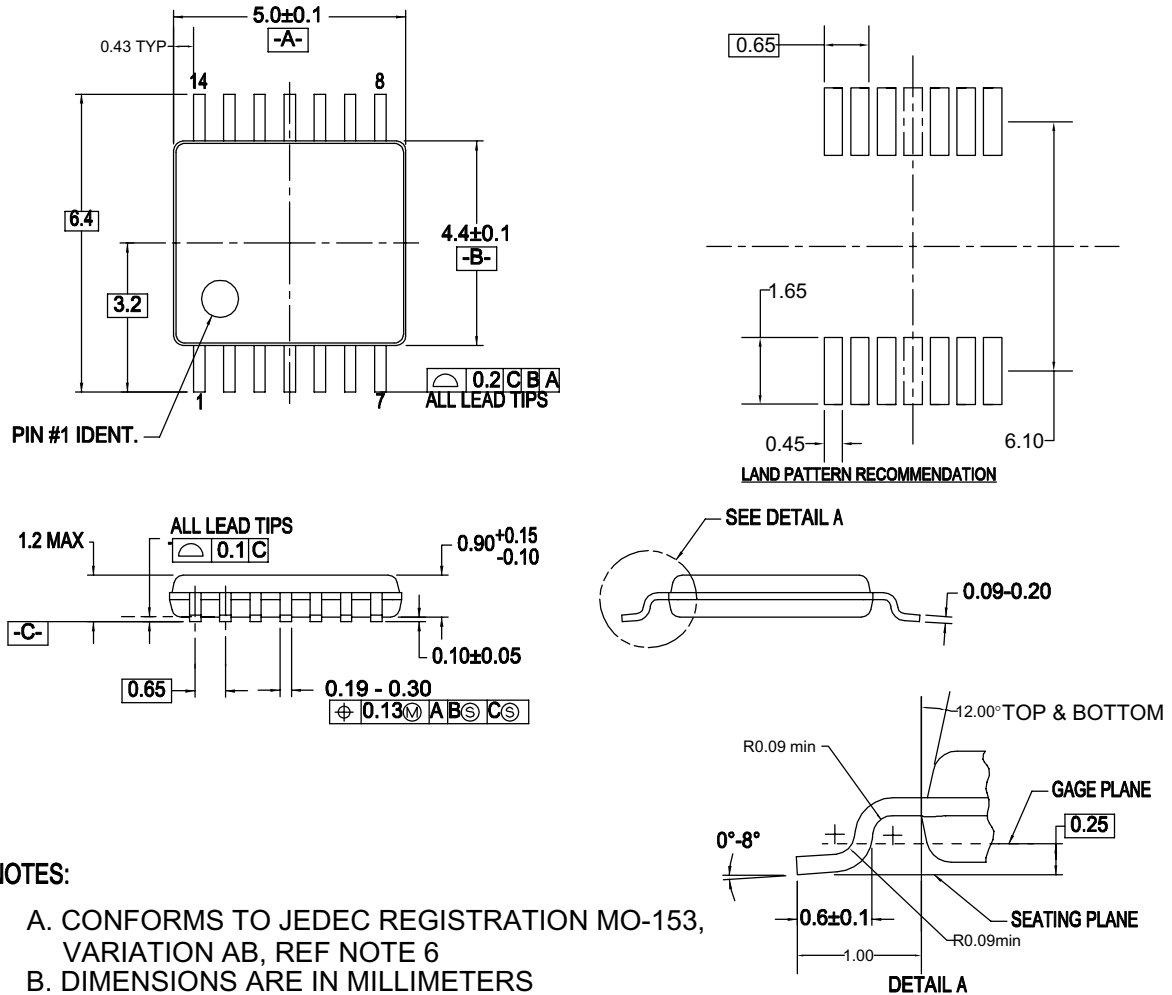 5.0±0.1
-A-
0.43 TYP
14
8
6.4
3.2
4.4±0.1
-B-
0.2 C B A
ALL LEAD TIPS
1
7
PIN #1 IDENT.
0.65
1.65
0.45
6.10
LAND PATTERN RECOMMENDATION
ALL LEAD TIPS
0.1 C
1.2 MAX
0.90+0.15
-0.10
-C-
0.10±0.05
0.65
0.19 - 0.30
⌖ 0.13Ⓜ A BⓈ CⓈ
SEE DETAIL A
0.09-0.20
12.00° TOP & BOTTOM
R0.09 min
GAGE PLANE
0.25
0°-8°
0.6±0.1
SEATING PLANE
R0.09min
1.00
DETAIL A
NOTES:
A. CONFORMS TO JEDEC REGISTRATION MO-153,
VARIATION AB, REF NOTE 6
B. DIMENSIONS ARE IN MILLIMETERS